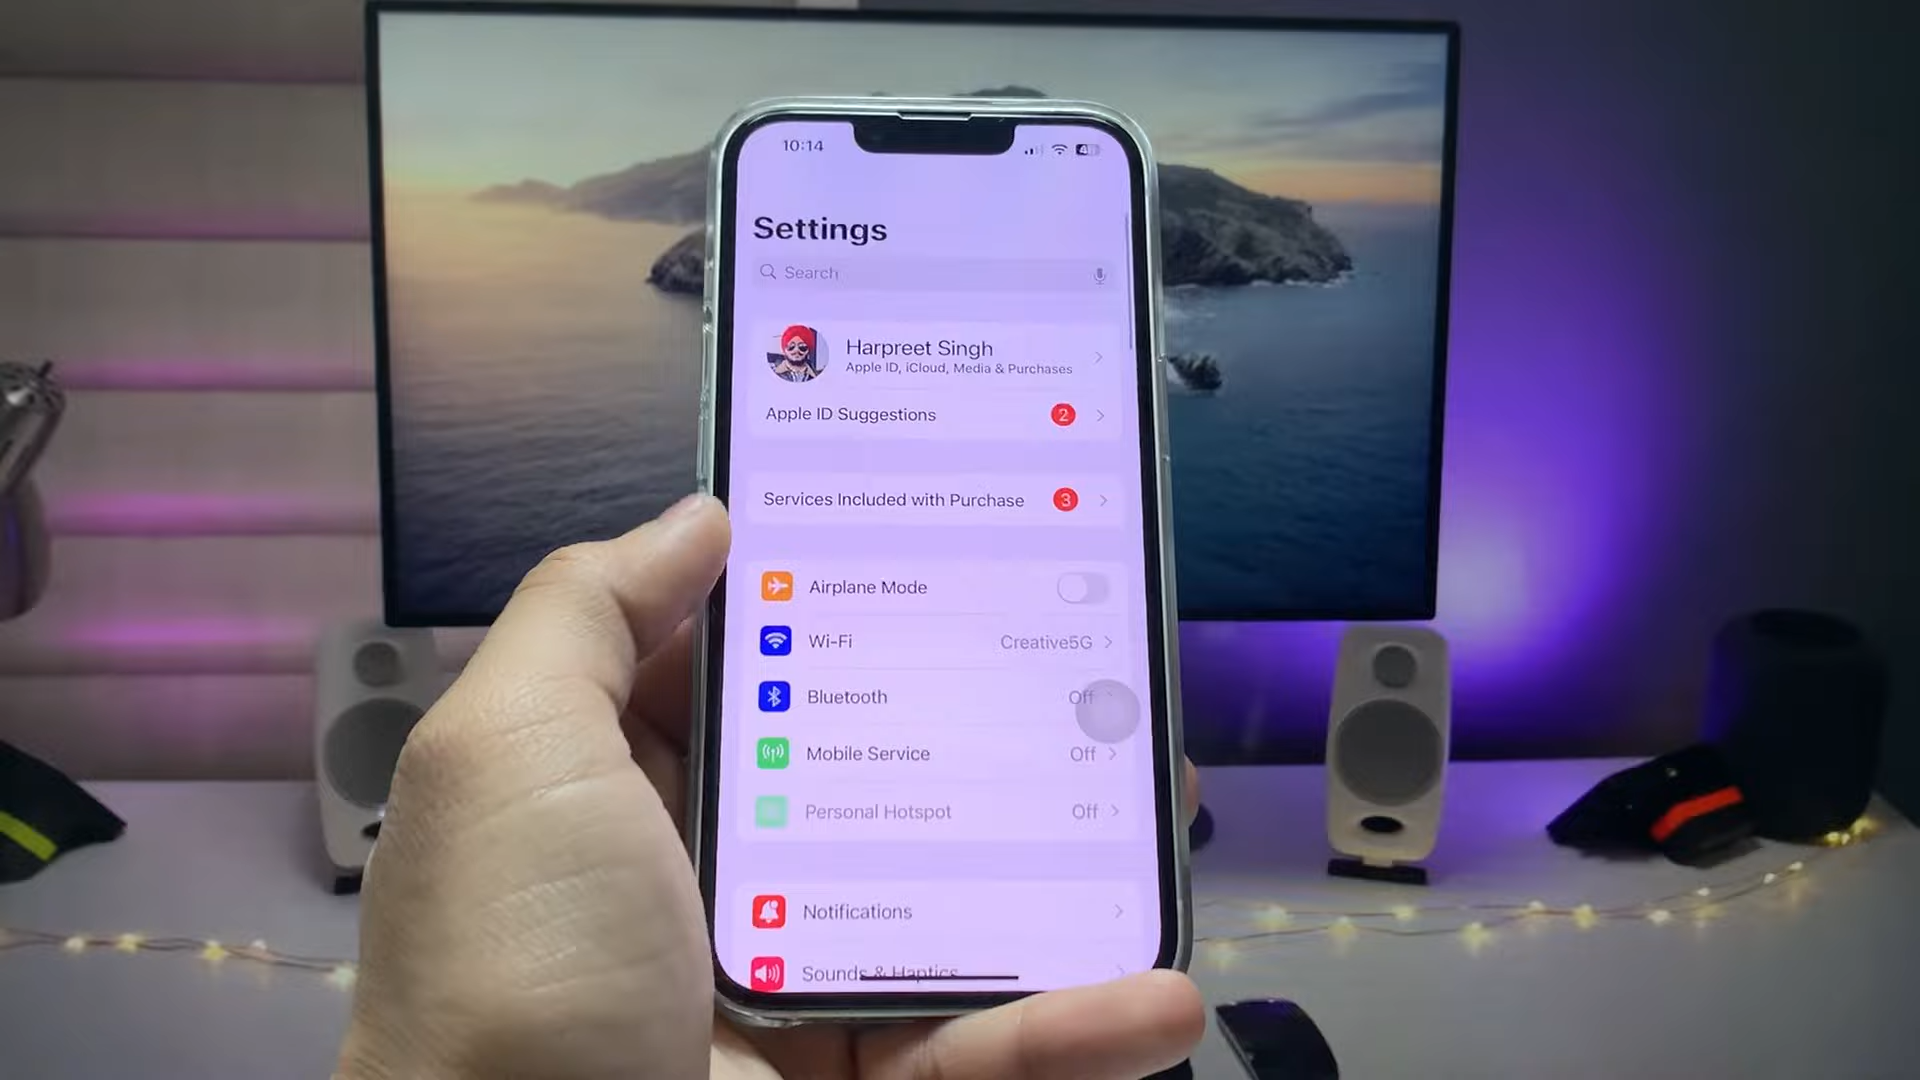 10:14
Settings
Search
Harpreet Singh
Apple ID, iCloud, Media & Purchases
Apple ID Suggestions 2
Services Included with Purchase 3
Airplane Mode
Wi-Fi Creative5G
Bluetooth Off
Mobile Service Off
Personal Hotspot Off
Notifications
Sounds & Haptics